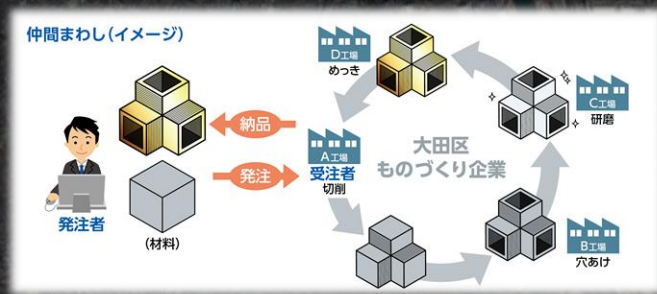 仲間まわし(イメージ)
発注者
(材料)
納品
発注
A工場
受注者
切削
大田区
ものづくり企業
B工場
穴あけ
C工場
研磨
D工場
めっき